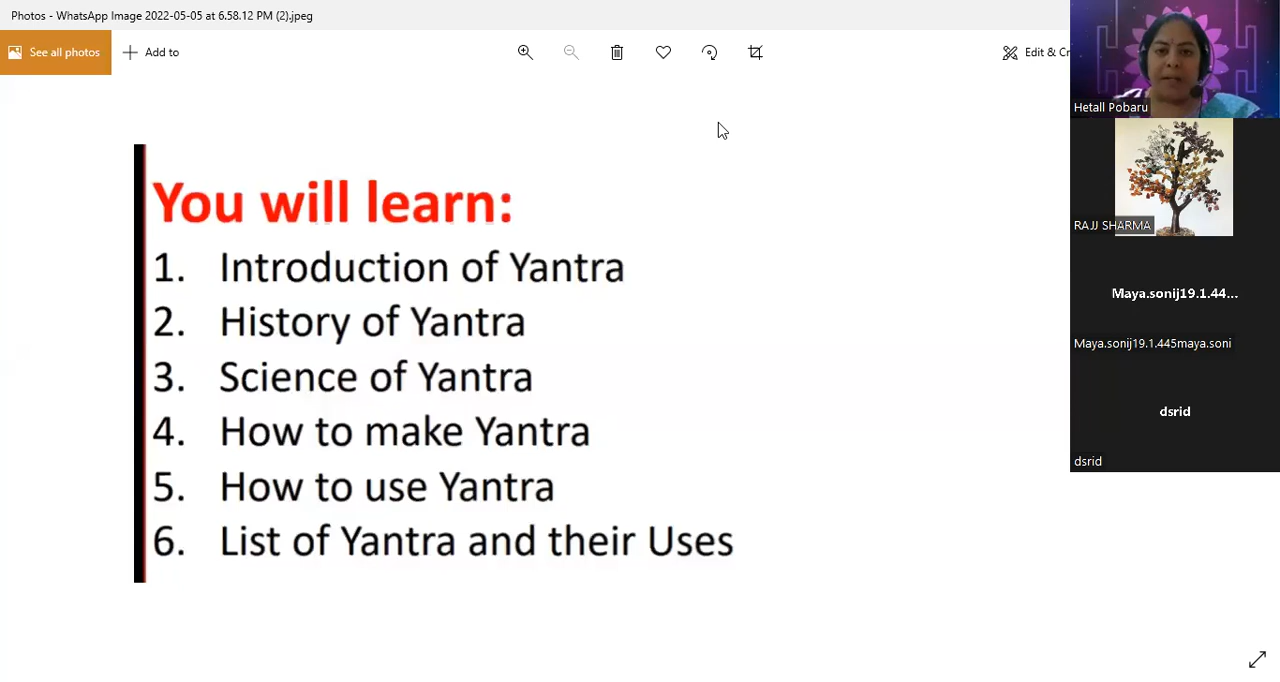 Photos - WhatsApp Image 2022-05-05 at 6.58.12 PM (2).jpeg
See all photos
Add to
Edit & Cr
Hetall Pobaru
RAJJ SHARMA
Maya.sonij19.1.44...
Maya.sonij19.1.445maya.soni
dsrid
dsrid
You will learn:
1. Introduction of Yantra
2. History of Yantra
3. Science of Yantra
4. How to make Yantra
5. How to use Yantra
6. List of Yantra and their Uses